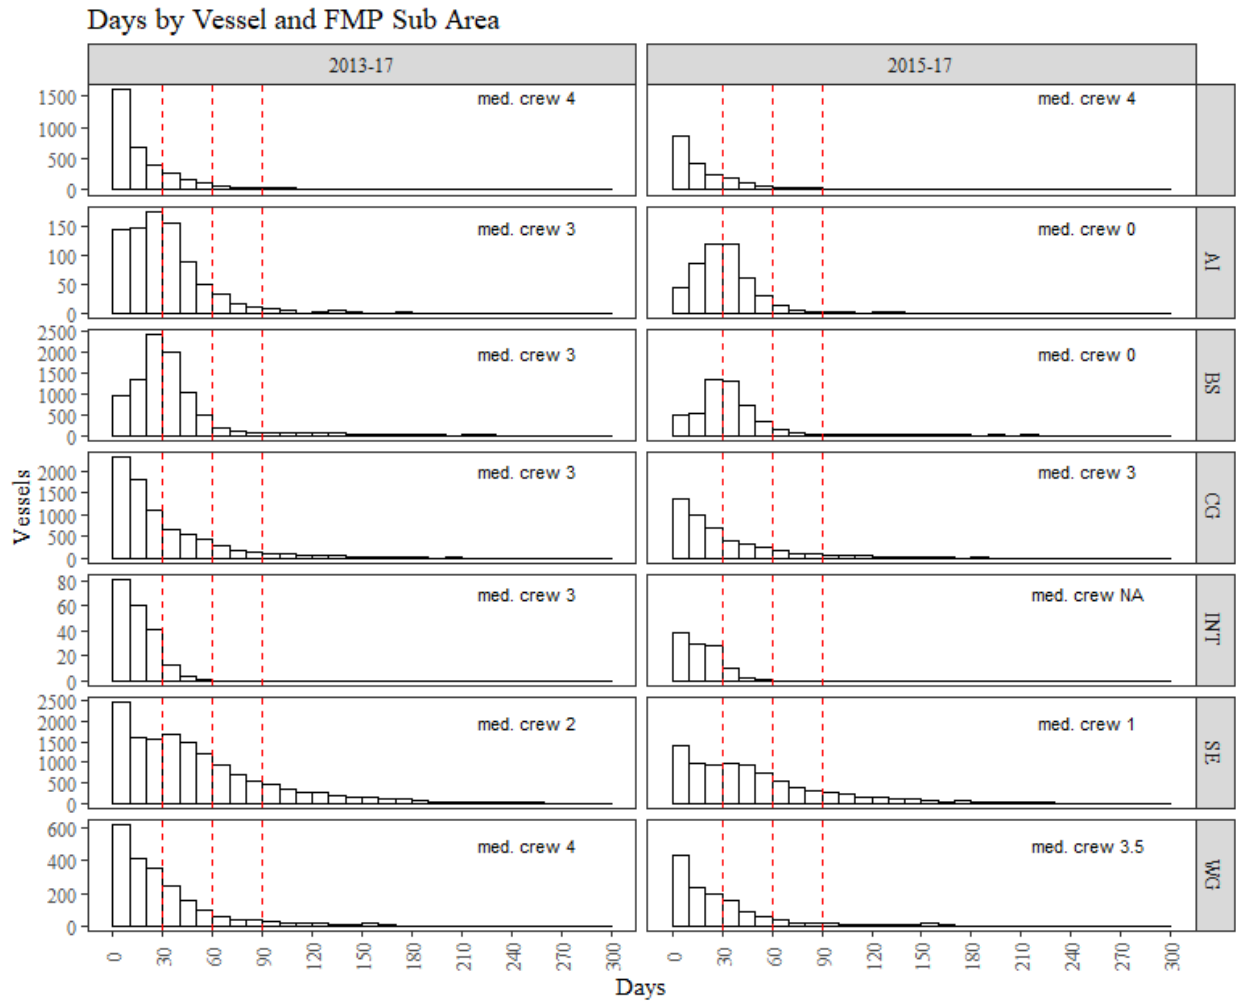 Days by Vessel and FMP Sub Area
2013-17 2015-17
1500 1000 500 0 med. crew 4 med. crew 4
150 100 50 0 med. crew 3 med. crew 0 AI
2500 2000 1500 1000 500 0 med. crew 3 med. crew 0 BS
2000 1500 1000 500 0 med. crew 3 med. crew 3 CG
80 60 40 20 0 med. crew 3 med. crew NA INT
2500 2000 1500 1000 500 0 med. crew 2 med. crew 1 SE
600 400 200 0 med. crew 4 med. crew 3.5 WG
Vessels
0 30 60 90 120 150 180 210 240 270 300 0 30 60 90 120 150 180 210 240 270 300
Days